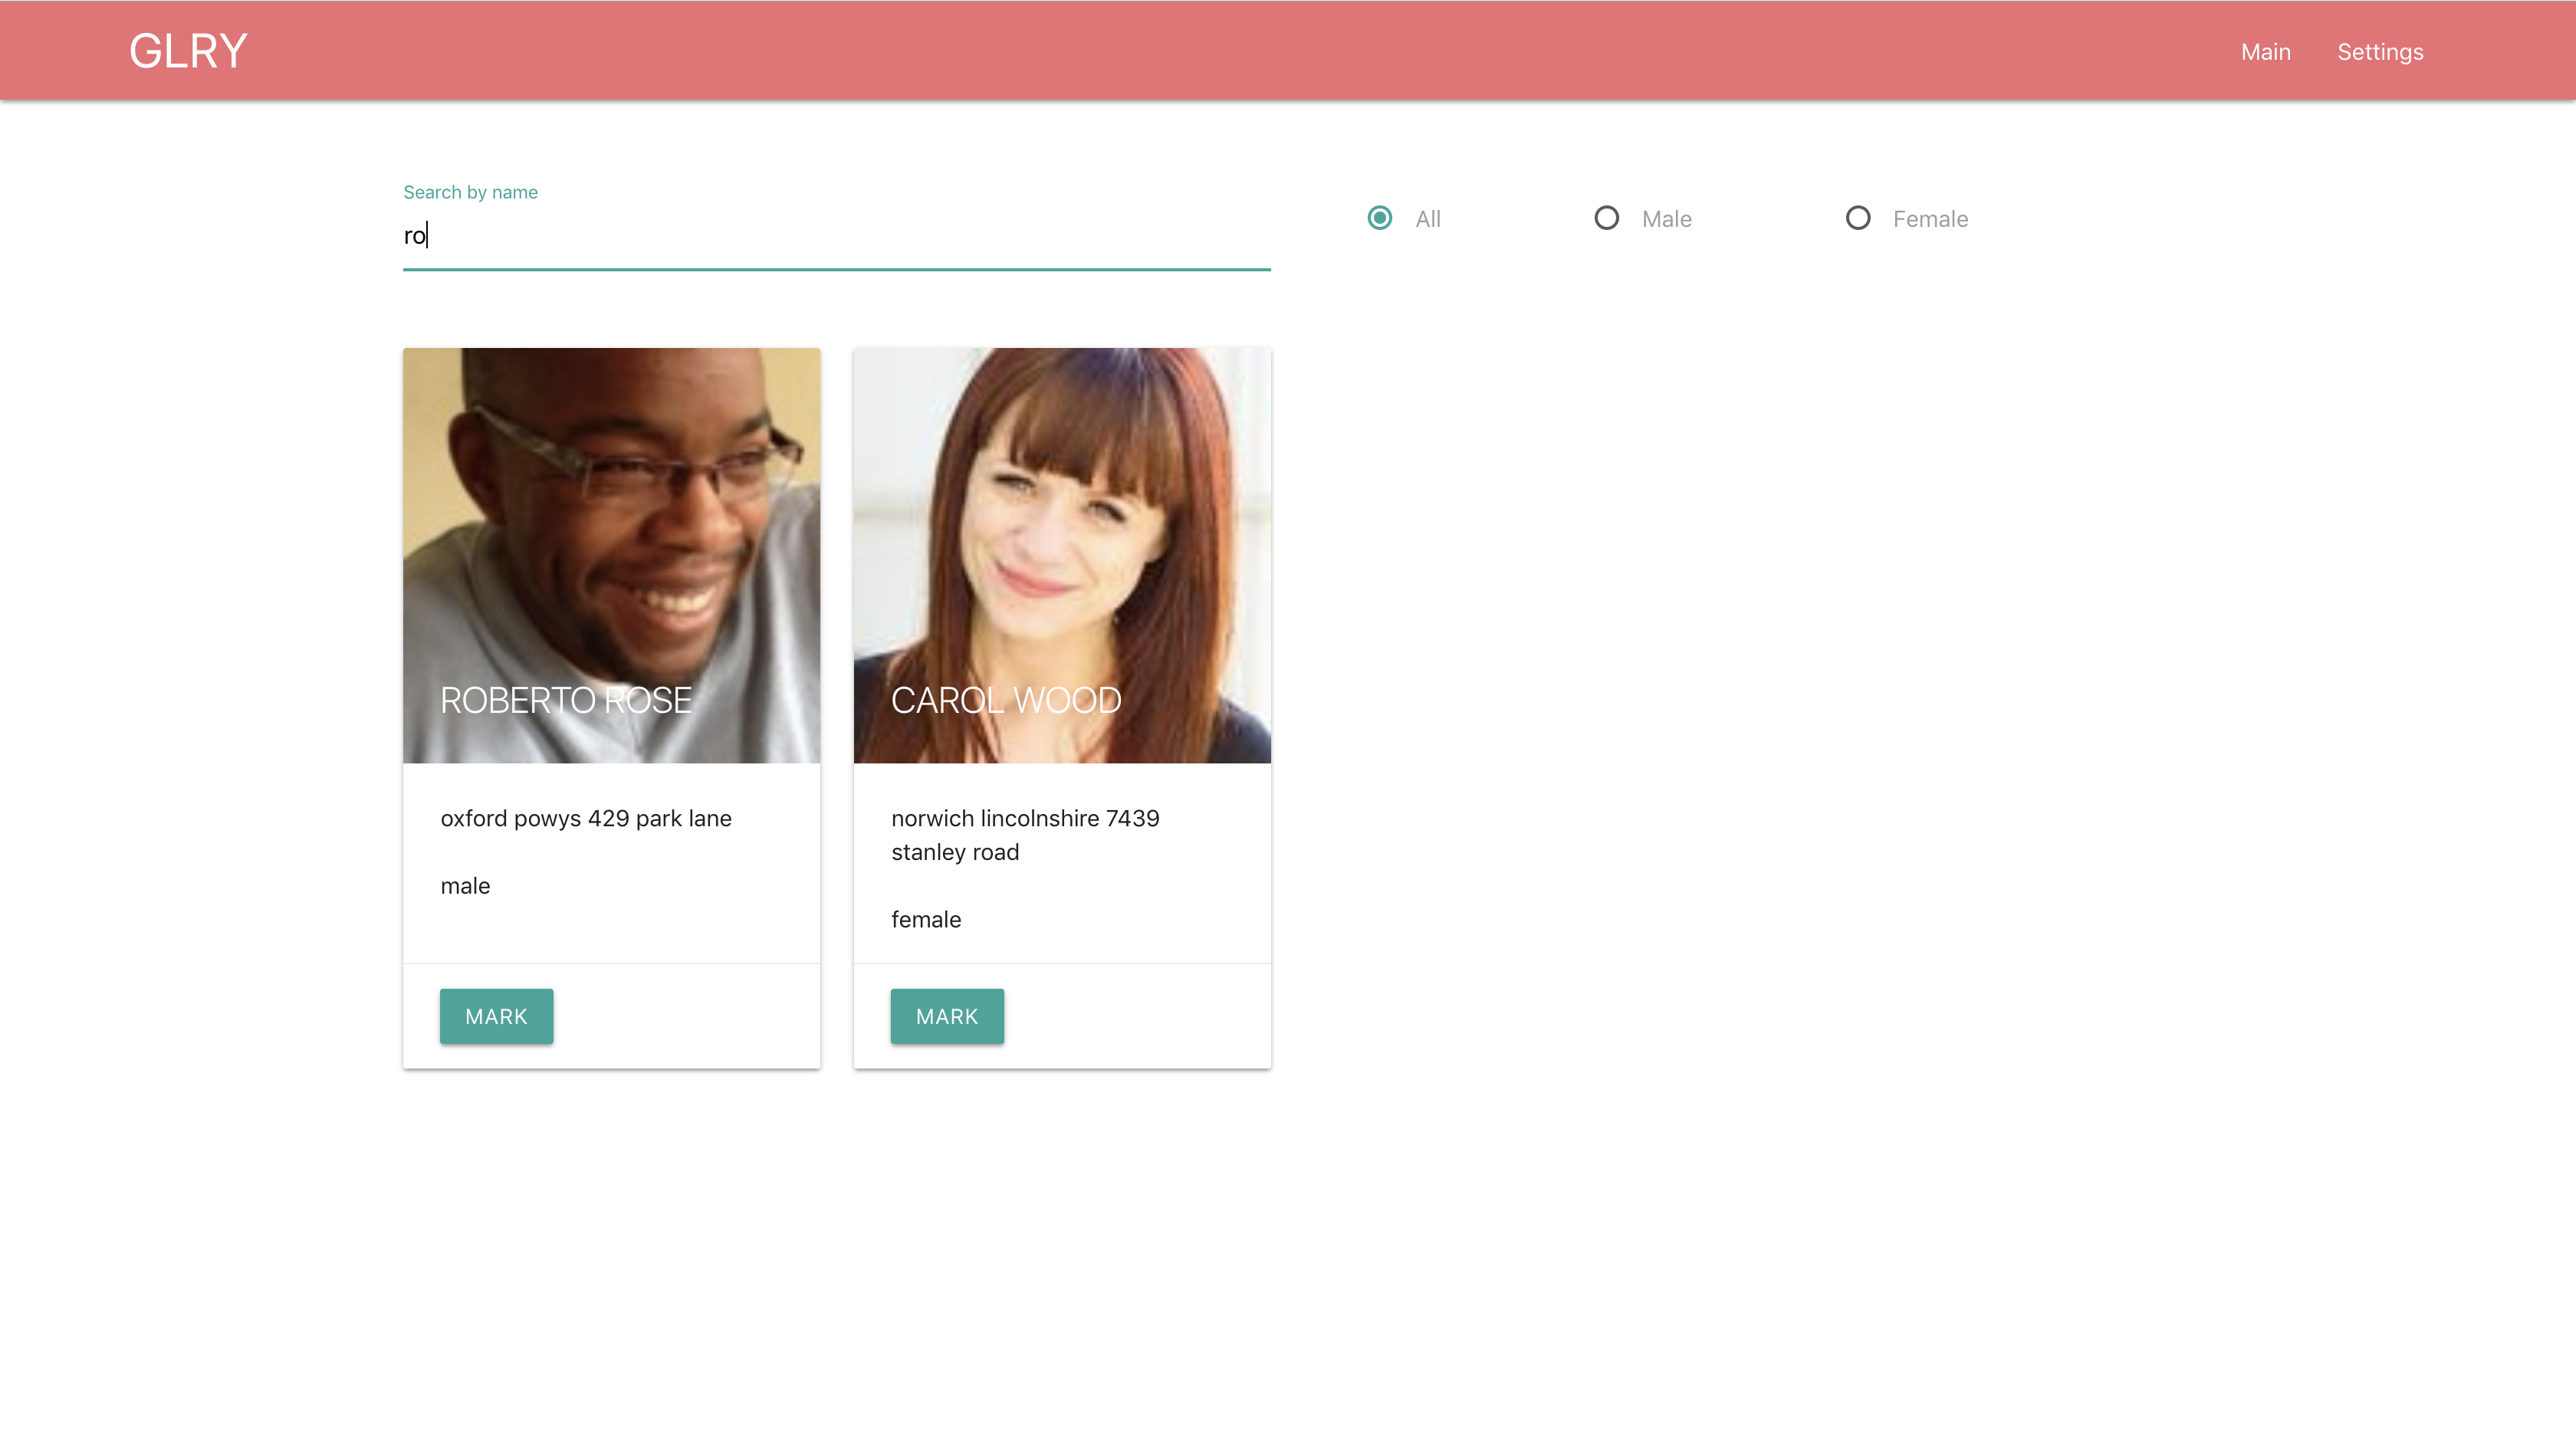 GLRY
Main Settings
Search by name
ro
All Male Female
ROBERTO ROSE
oxford powys 429 park lane
male
MARK
CAROL WOOD
norwich lincolnshire 7439
stanley road
female
MARK